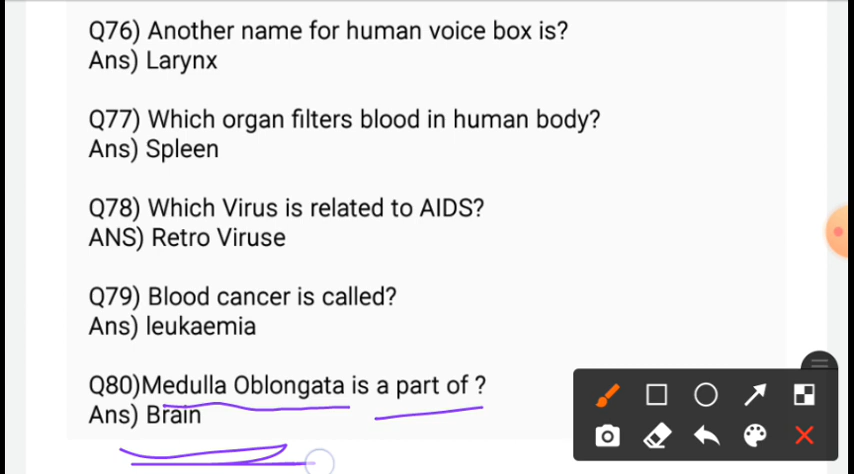 Q76) Another name for human voice box is?
Ans) Larynx
Q77) Which organ filters blood in human body?
Ans) Spleen
Q78) Which Virus is related to AIDS?
ANS) Retro Viruse
Q79) Blood cancer is called?
Ans) leukaemia
Q80)Medulla Oblongata is a part of ?
Ans) Brain